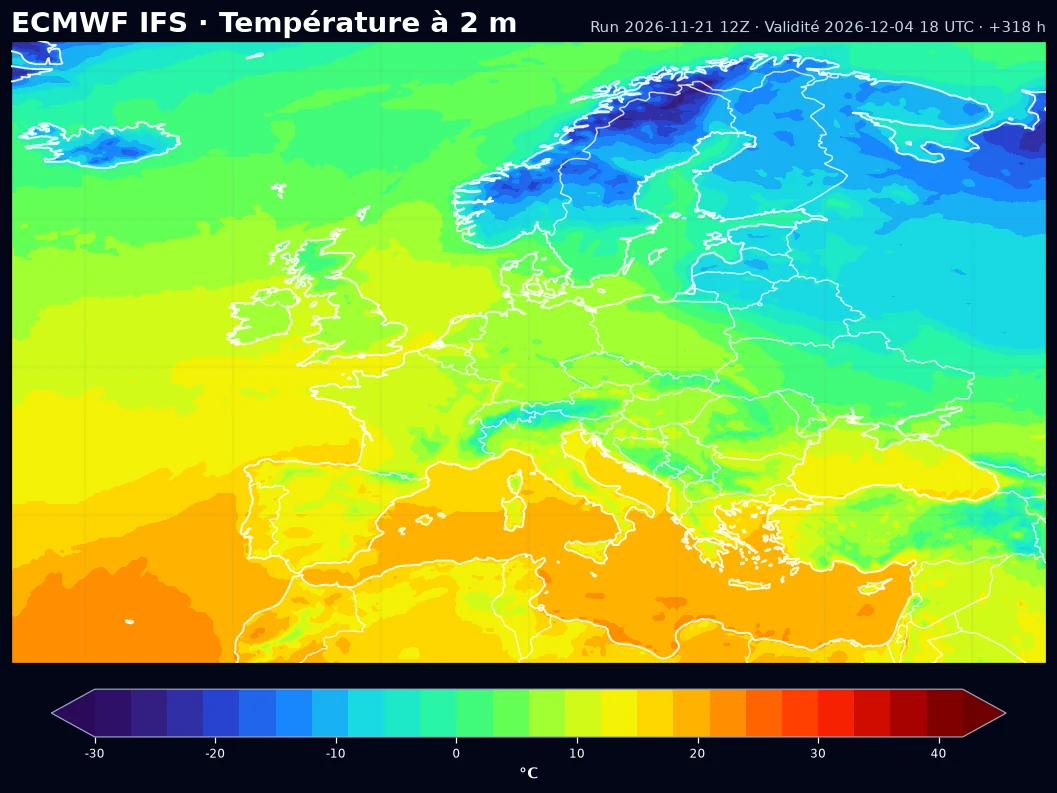 ECMWF IFS · Température à 2 m
Run 2026-11-21 12Z · Validité 2026-12-04 18 UTC · +318 h
-30 -20 -10 0 10 20 30 40
°C